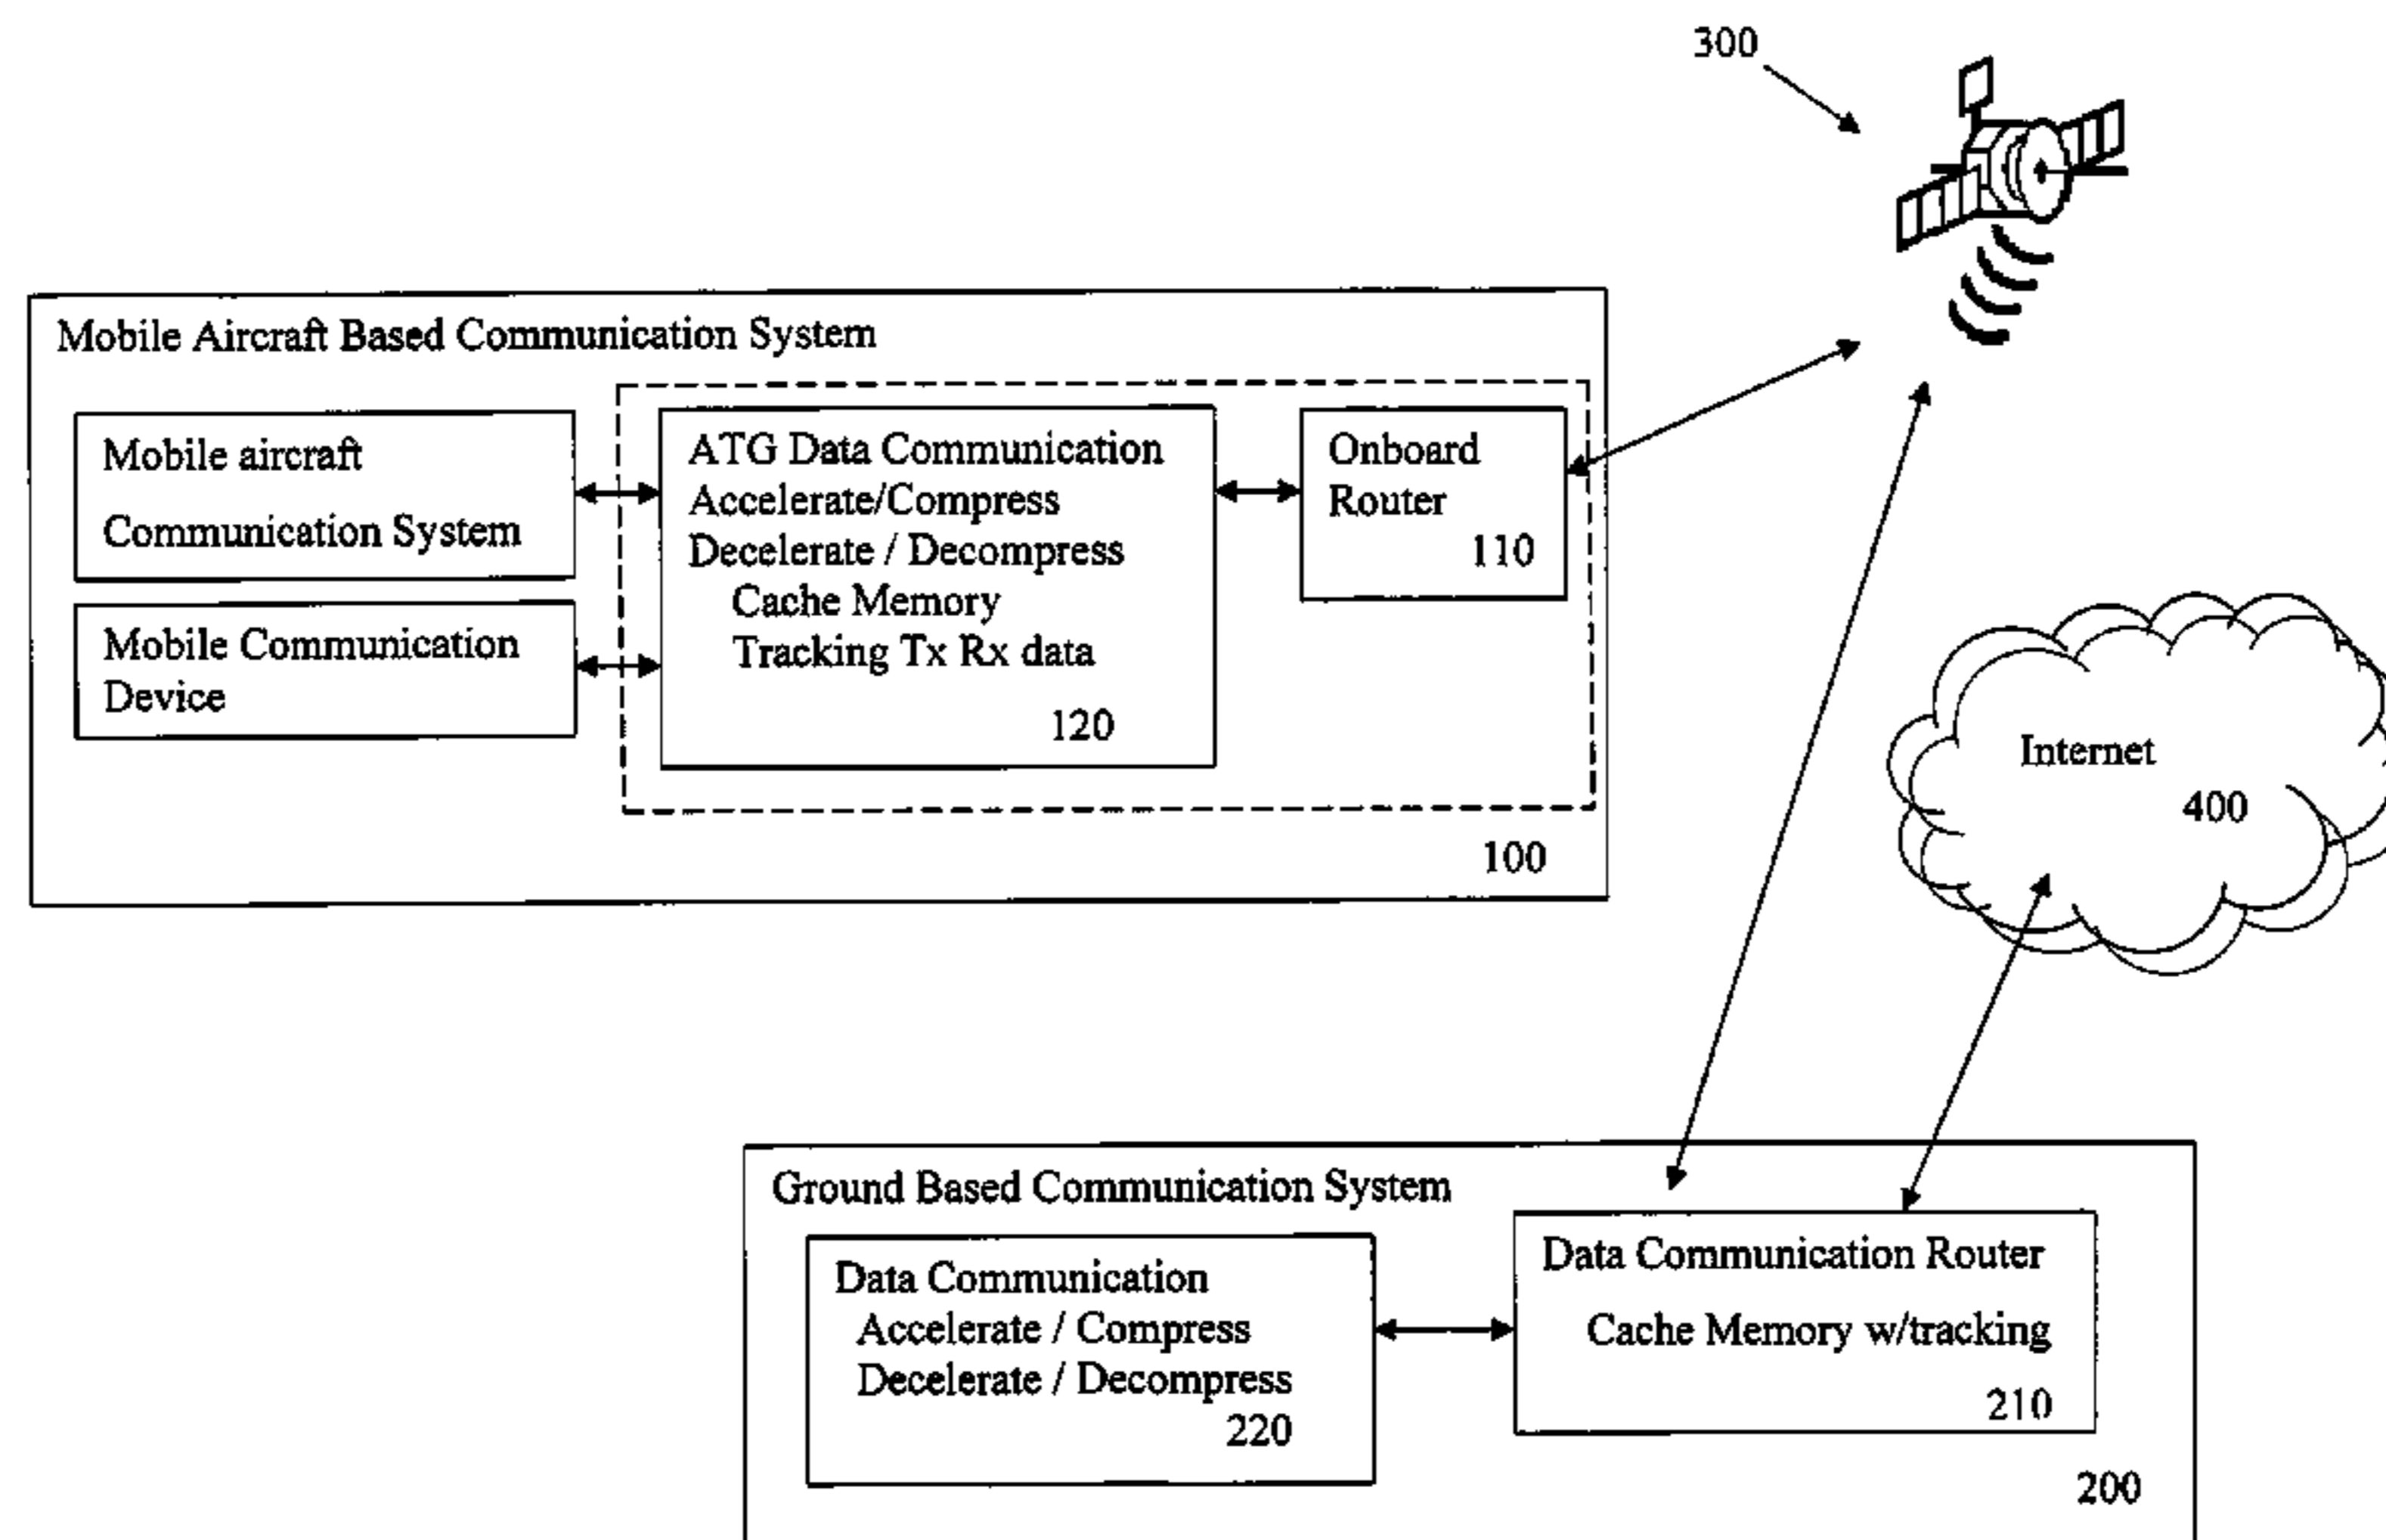 300
Mobile Aircraft Based Communication System
Mobile aircraft
Communication System
Mobile Communication
Device
ATG Data Communication
Accelerate/Compress
Decelerate / Decompress
Cache Memory
Tracking Tx Rx data
120
Onboard
Router
110
100
Internet
400
Ground Based Communication System
Data Communication
Accelerate / Compress
Decelerate / Decompress
220
Data Communication Router
Cache Memory w/tracking
210
200